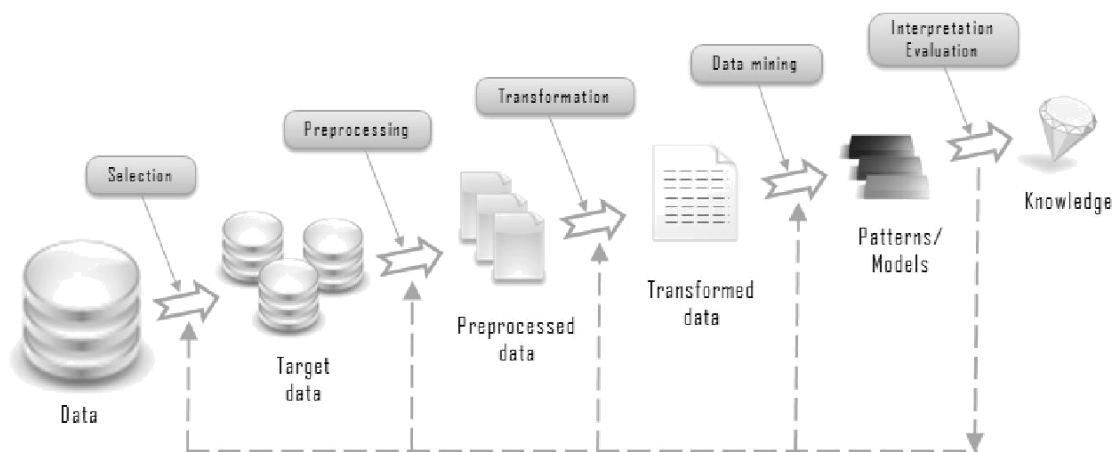 Interpretation
Evaluation
Data mining
Transformation
Preprocessing
Selection
Knowledge
Patterns/
Models
Transformed
data
Preprocessed
data
Target
data
Data